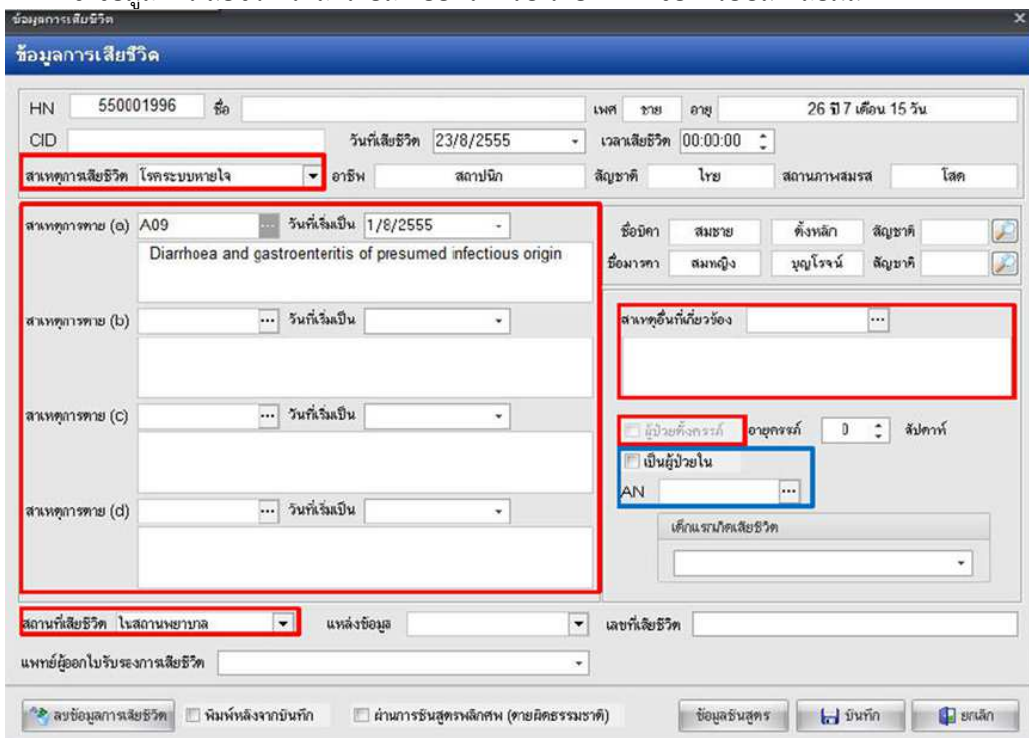 ข้อมูลการเสียชีวิต
ข้อมูลการเสียชีวิต
HN 550001996 ชื่อ เพศ ชาย อายุ 26 ปี 7 เดือน 15 วัน
CID วันที่เสียชีวิต 23/8/2555 เวลาเสียชีวิต 00:00:00
สาเหตุการเสียชีวิต โรคระบบหายใจ อาชีพ สถาปนิก สัญชาติ ไทย สถานภาพสมรส โสด
สาเหตุการตาย (a) A09 วันที่เริ่มเป็น 1/8/2555 ชื่อบิดา สมชาย ตั้งหลัก สัญชาติ
Diarrhoea and gastroenteritis of presumed infectious origin ชื่อมารดา สมหญิง บุญโรจน์ สัญชาติ
สาเหตุการตาย (b) วันที่เริ่มเป็น สาเหตุอื่นที่เกี่ยวข้อง
สาเหตุการตาย (c) วันที่เริ่มเป็น
ผู้ป่วยตั้งครรภ์ อายุครรภ์ 0 สัปดาห์
เป็นผู้ป่วยใน
AN
สาเหตุการตาย (d) วันที่เริ่มเป็น
เด็กแรกเกิดเสียชีวิต
สถานที่เสียชีวิต ในสถานพยาบาล แหล่งข้อมูล เลขที่เสียชีวิต
แพทย์ผู้ออกใบรับรองการเสียชีวิต
ลบข้อมูลการเสียชีวิต พิมพ์หลังจากบันทึก ผ่านการชันสูตรพลิกศพ (ตายผิดธรรมชาติ) ข้อมูลชันสูตร บันทึก ยกเลิก